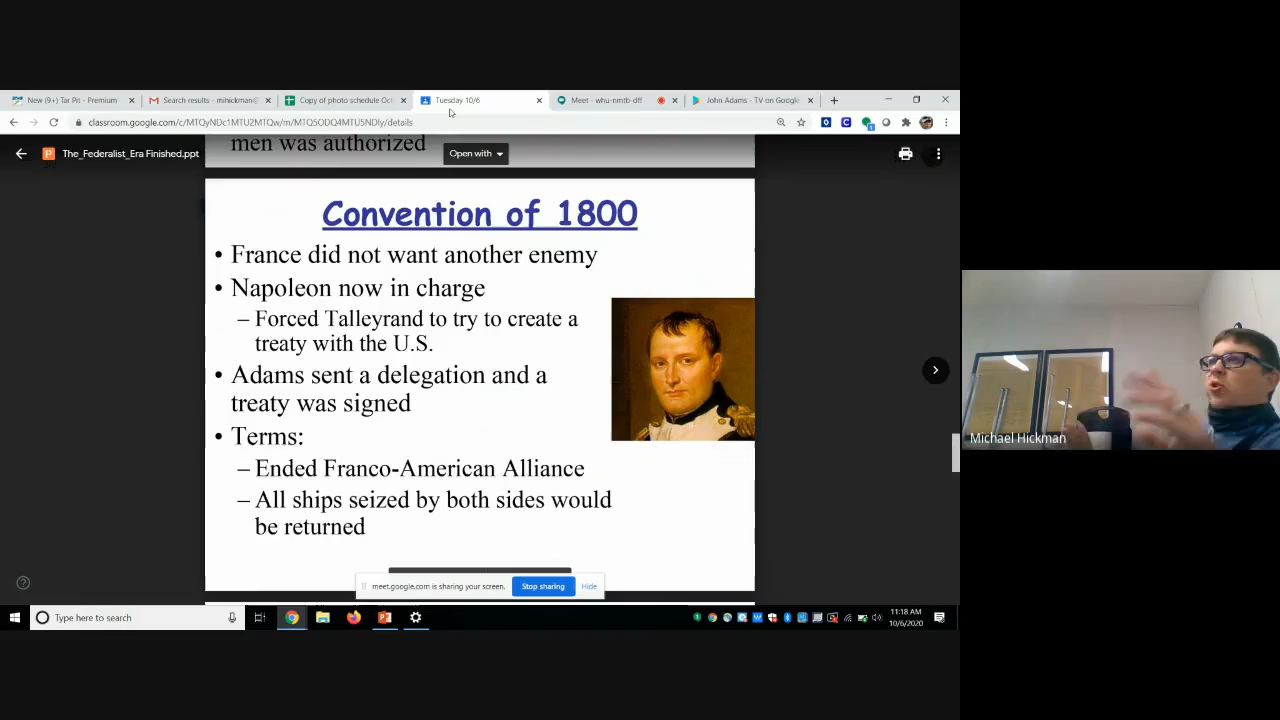 New (9+) Tar Pit - Premium
Search results - mihickman@
Copy of photo schedule Oct
Tuesday 10/6
Meet - whu-nmtb-dff
John Adams - TV on Google
classroom.google.com/c/MTQyNDc1MTU2MTQw/m/MTQ5ODQ4MTU5NDly/details
men was authorized
The_Federalist_Era Finished.ppt
Open with
Convention of 1800
• France did not want another enemy
• Napoleon now in charge
– Forced Talleyrand to try to create a
treaty with the U.S.
• Adams sent a delegation and a
treaty was signed
• Terms:
– Ended Franco-American Alliance
– All ships seized by both sides would
be returned
Michael Hickman
meet.google.com is sharing your screen.
Stop sharing
Hide
Type here to search
11:18 AM
10/6/2020